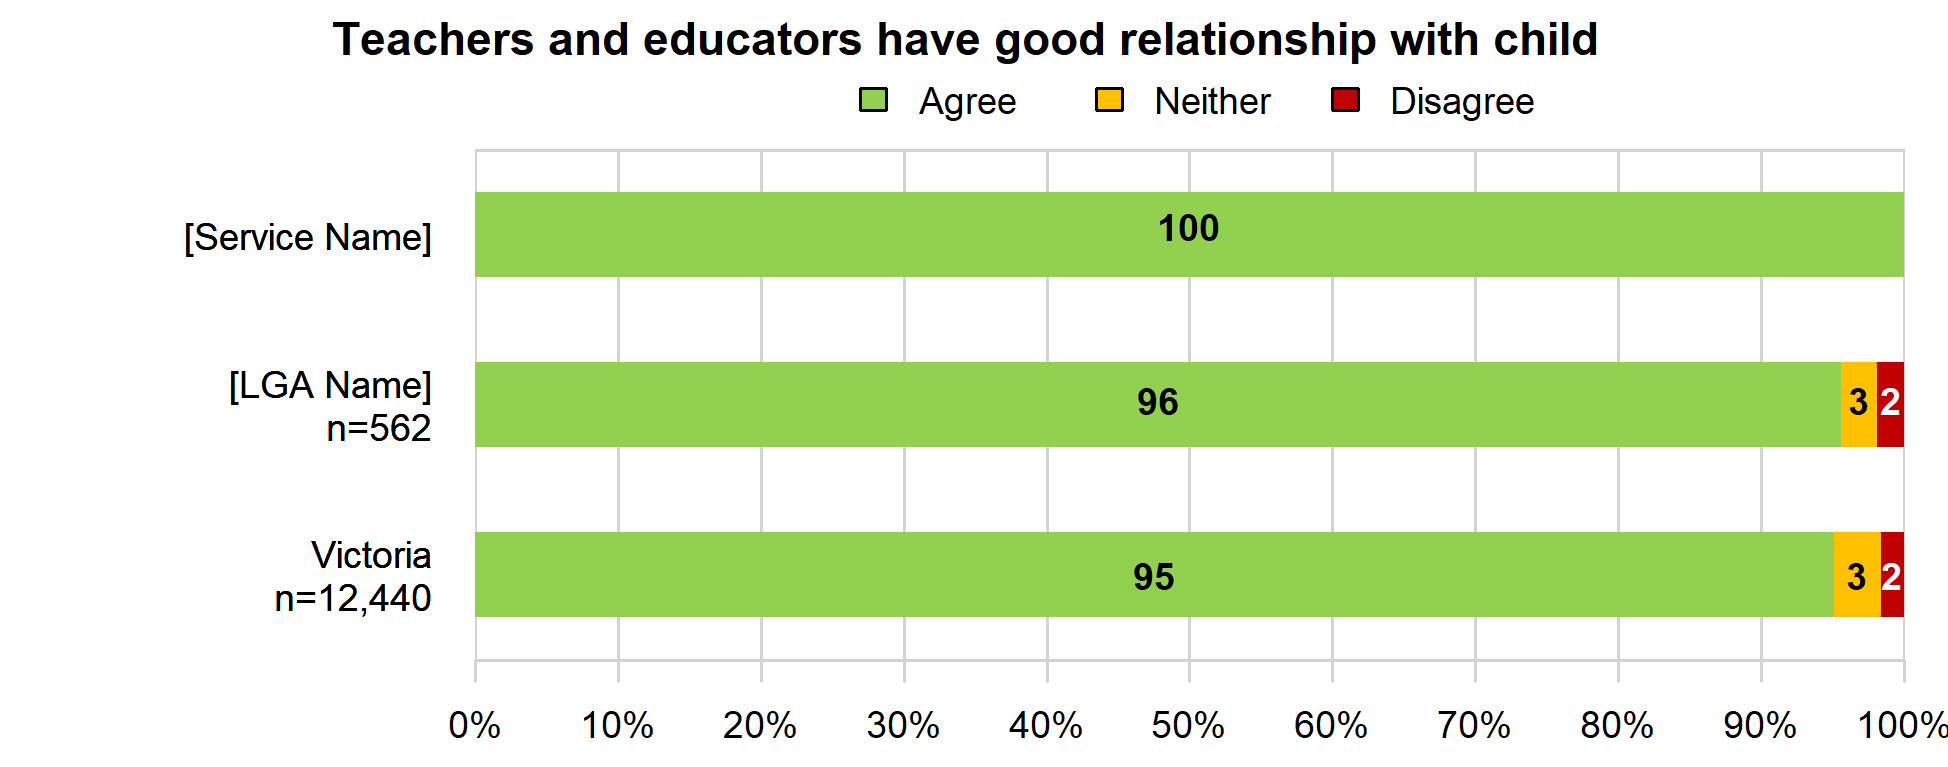 Teachers and educators have good relationship with child
Agree Neither Disagree
[Service Name]
100
[LGA Name]
n=562
96 3 2
Victoria
n=12,440
95 3 2
0% 10% 20% 30% 40% 50% 60% 70% 80% 90% 100%